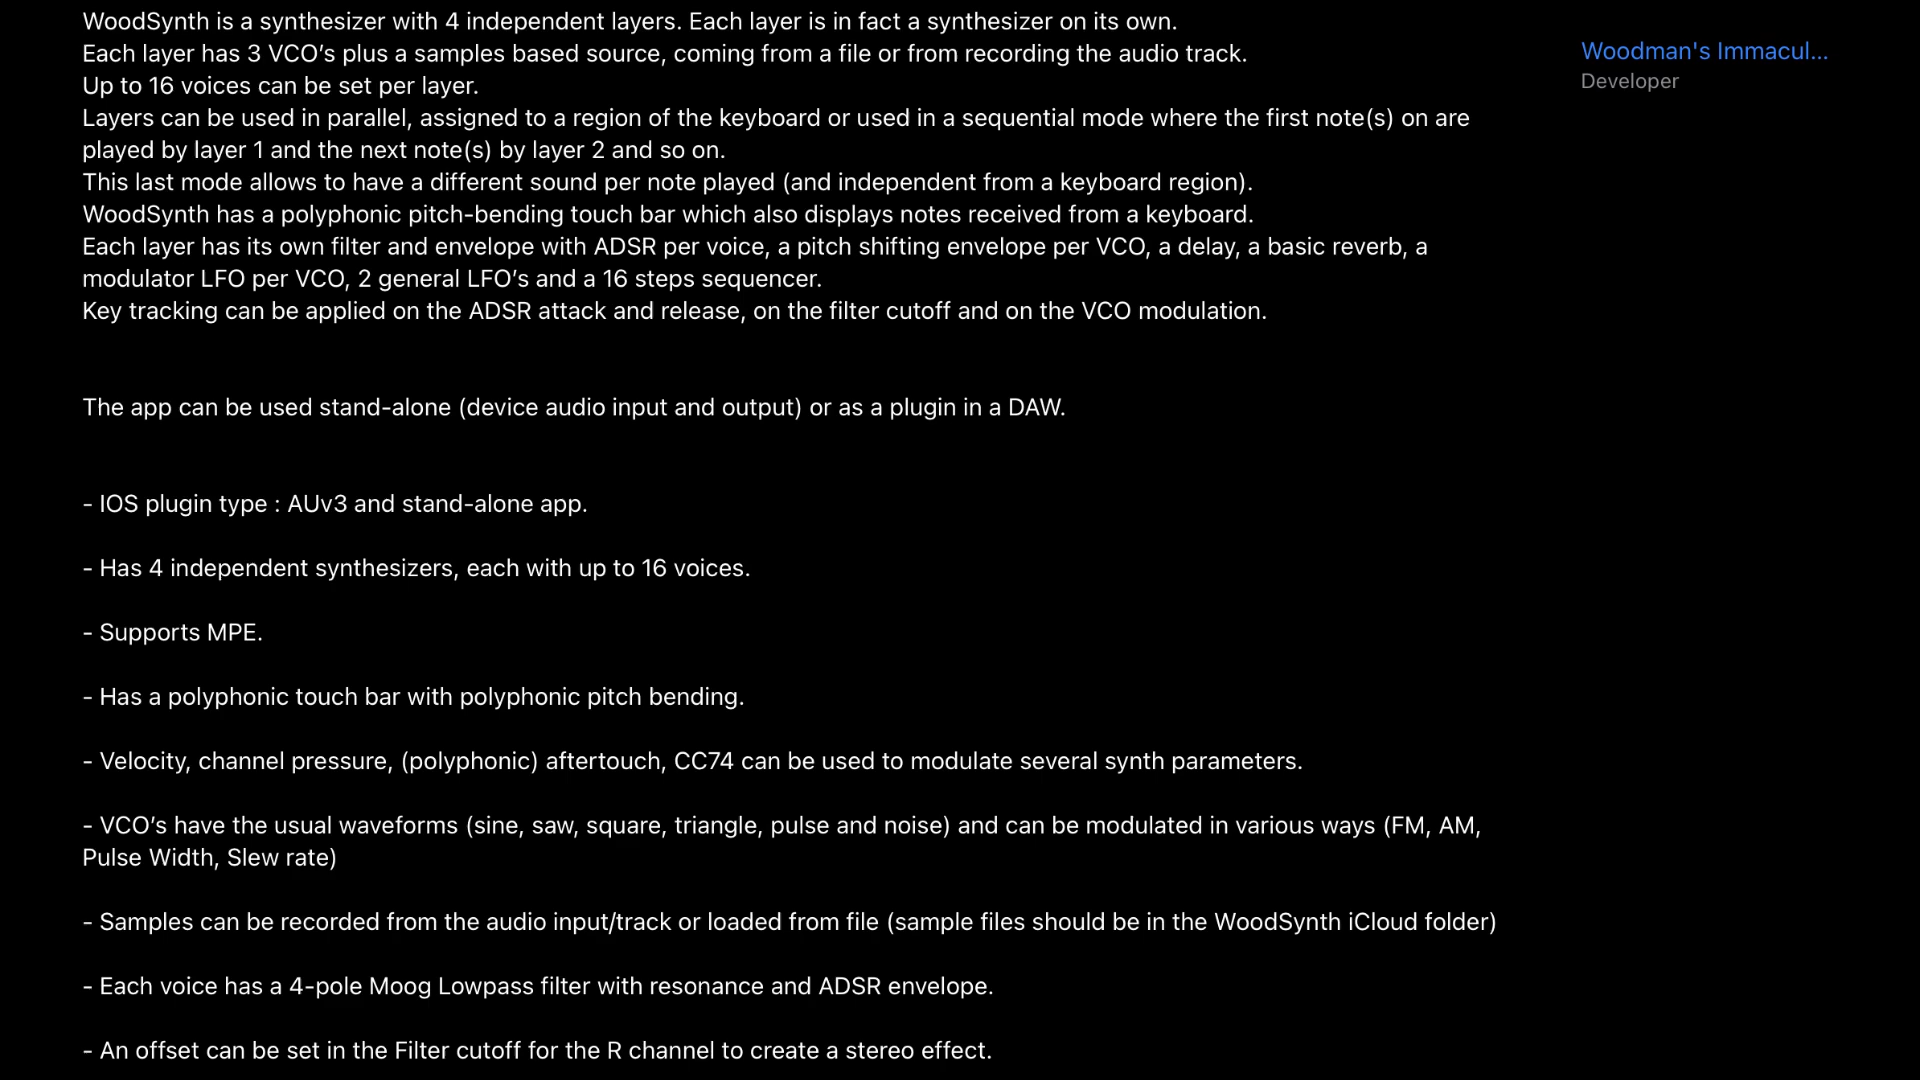 WoodSynth is a synthesizer with 4 independent layers. Each layer is in fact a synthesizer on its own.
Each layer has 3 VCO’s plus a samples based source, coming from a file or from recording the audio track.
Up to 16 voices can be set per layer.
Layers can be used in parallel, assigned to a region of the keyboard or used in a sequential mode where the first note(s) on are
played by layer 1 and the next note(s) by layer 2 and so on.
This last mode allows to have a different sound per note played (and independent from a keyboard region).
WoodSynth has a polyphonic pitch-bending touch bar which also displays notes received from a keyboard.
Each layer has its own filter and envelope with ADSR per voice, a pitch shifting envelope per VCO, a delay, a basic reverb, a
modulator LFO per VCO, 2 general LFO’s and a 16 steps sequencer.
Key tracking can be applied on the ADSR attack and release, on the filter cutoff and on the VCO modulation.
The app can be used stand-alone (device audio input and output) or as a plugin in a DAW.
- IOS plugin type : AUv3 and stand-alone app.
- Has 4 independent synthesizers, each with up to 16 voices.
- Supports MPE.
- Has a polyphonic touch bar with polyphonic pitch bending.
- Velocity, channel pressure, (polyphonic) aftertouch, CC74 can be used to modulate several synth parameters.
- VCO’s have the usual waveforms (sine, saw, square, triangle, pulse and noise) and can be modulated in various ways (FM, AM,
Pulse Width, Slew rate)
- Samples can be recorded from the audio input/track or loaded from file (sample files should be in the WoodSynth iCloud folder)
- Each voice has a 4-pole Moog Lowpass filter with resonance and ADSR envelope.
- An offset can be set in the Filter cutoff for the R channel to create a stereo effect.
Woodman's Immacul...
Developer